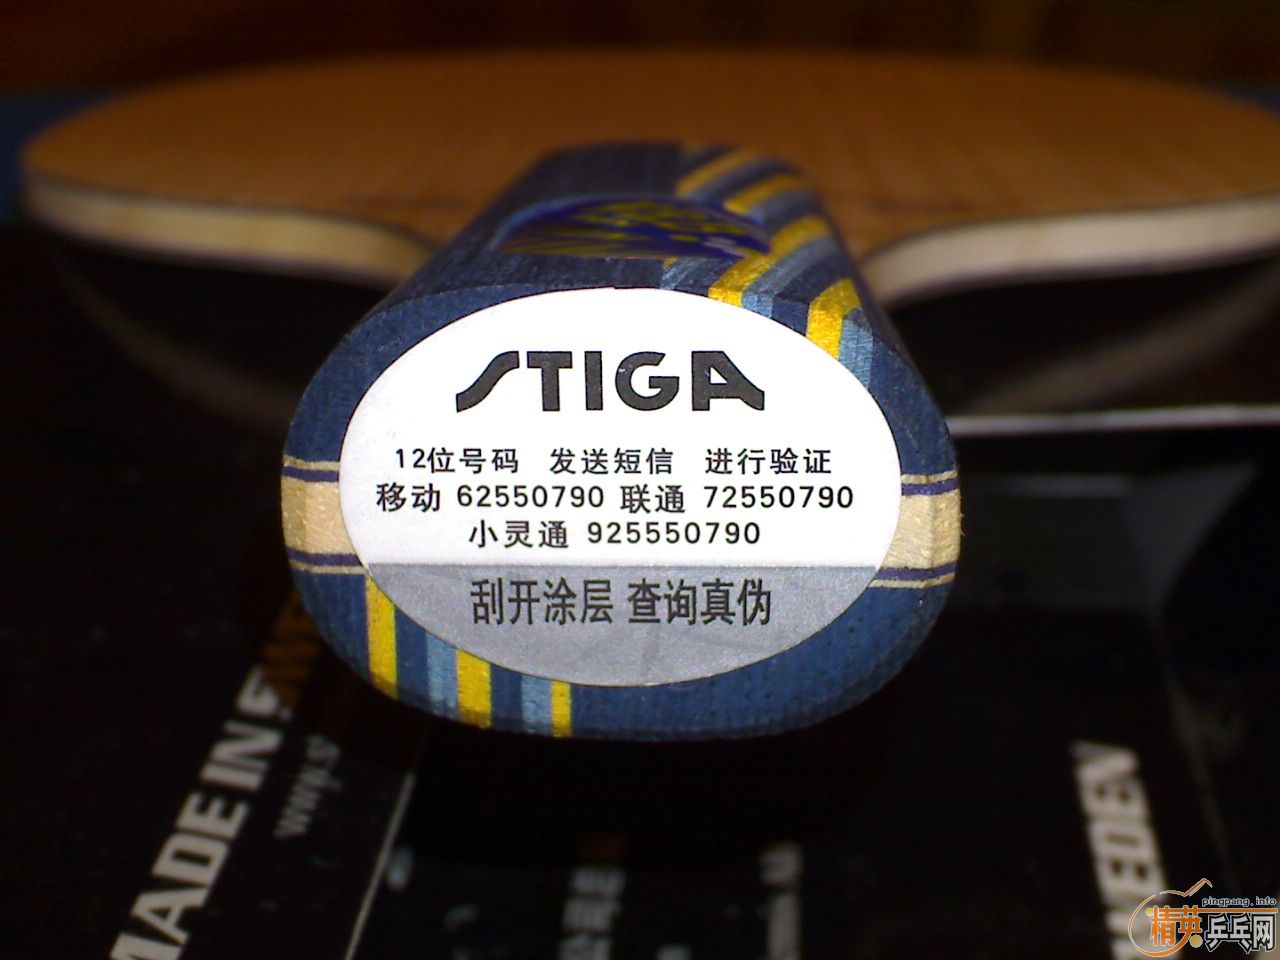 STIGA
12位号码 发送短信 进行验证
移动 62550790 联通 72550790
小灵通 925550790
刮开涂层 查询真伪
MADE IN
EDEN
pingpang.info
精英乒乓网